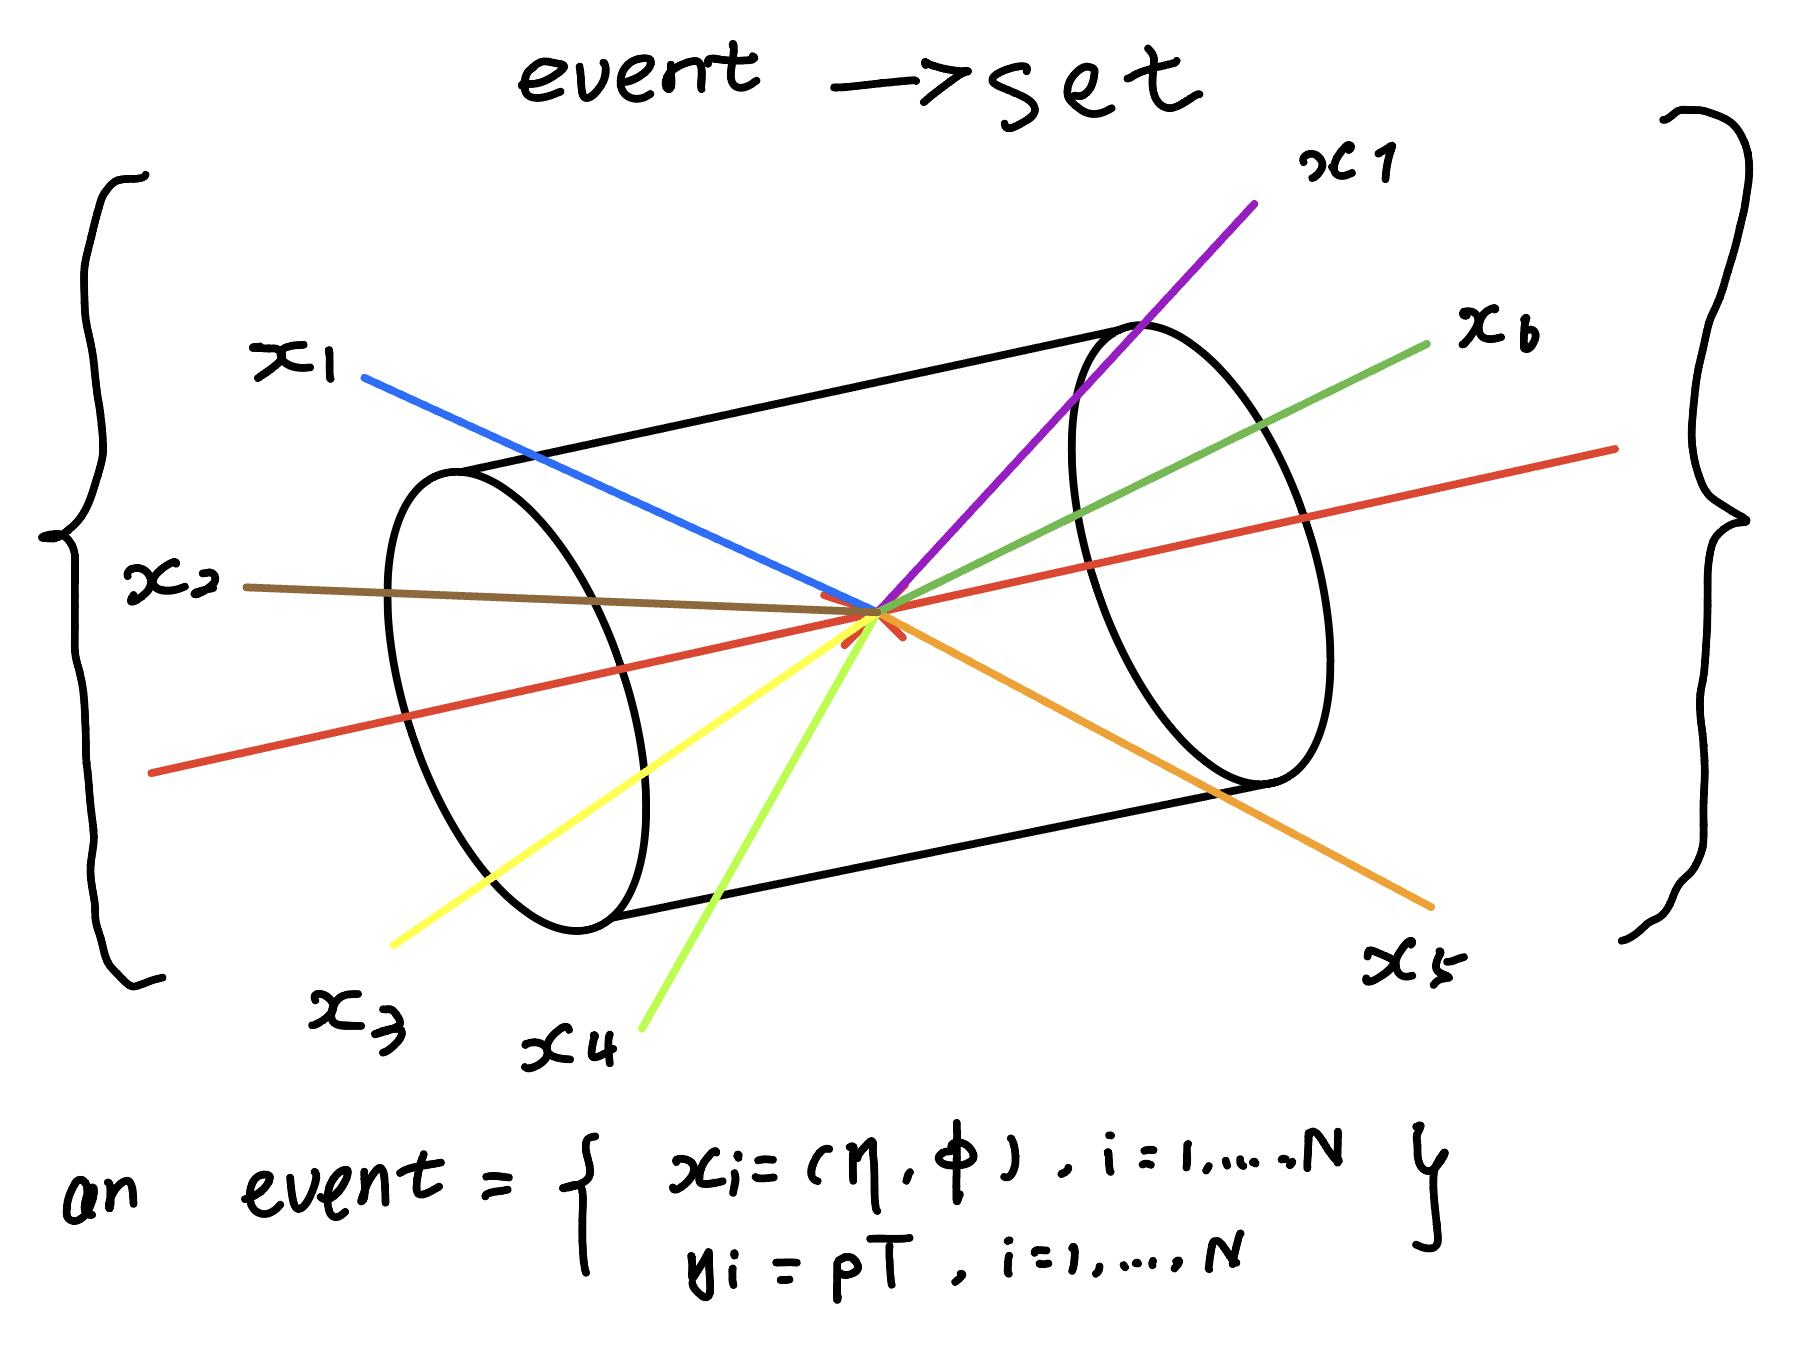 event → set
x7
x6
x1
x2
x5
x3
x4
an event = { xi = (η, φ), i = 1, ..., N }
yi = pT, i = 1, ..., N